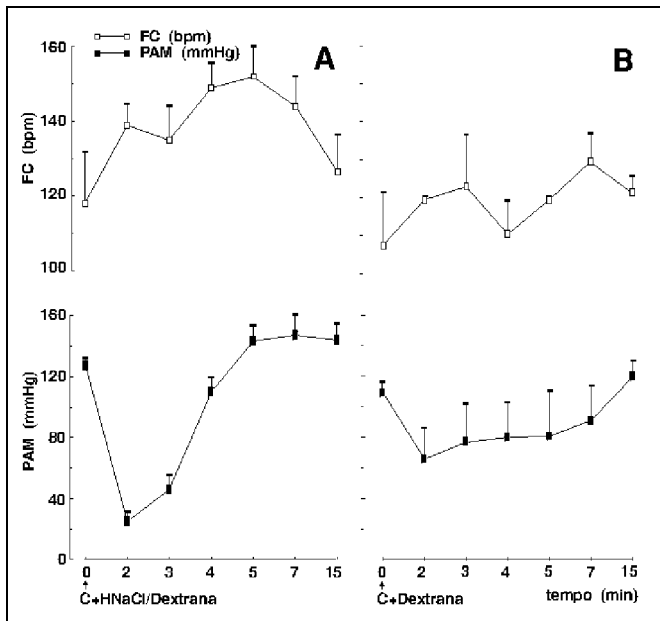 FC (bpm)
PAM (mmHg)
A
B
160
140
120
100
FC (bpm)
160
120
80
40
0
PAM (mmHg)
0 2 3 4 5 7 15
0 2 3 4 5 7 15
C+HNaCl/Dextrana
C+Dextrana
tempo (min)